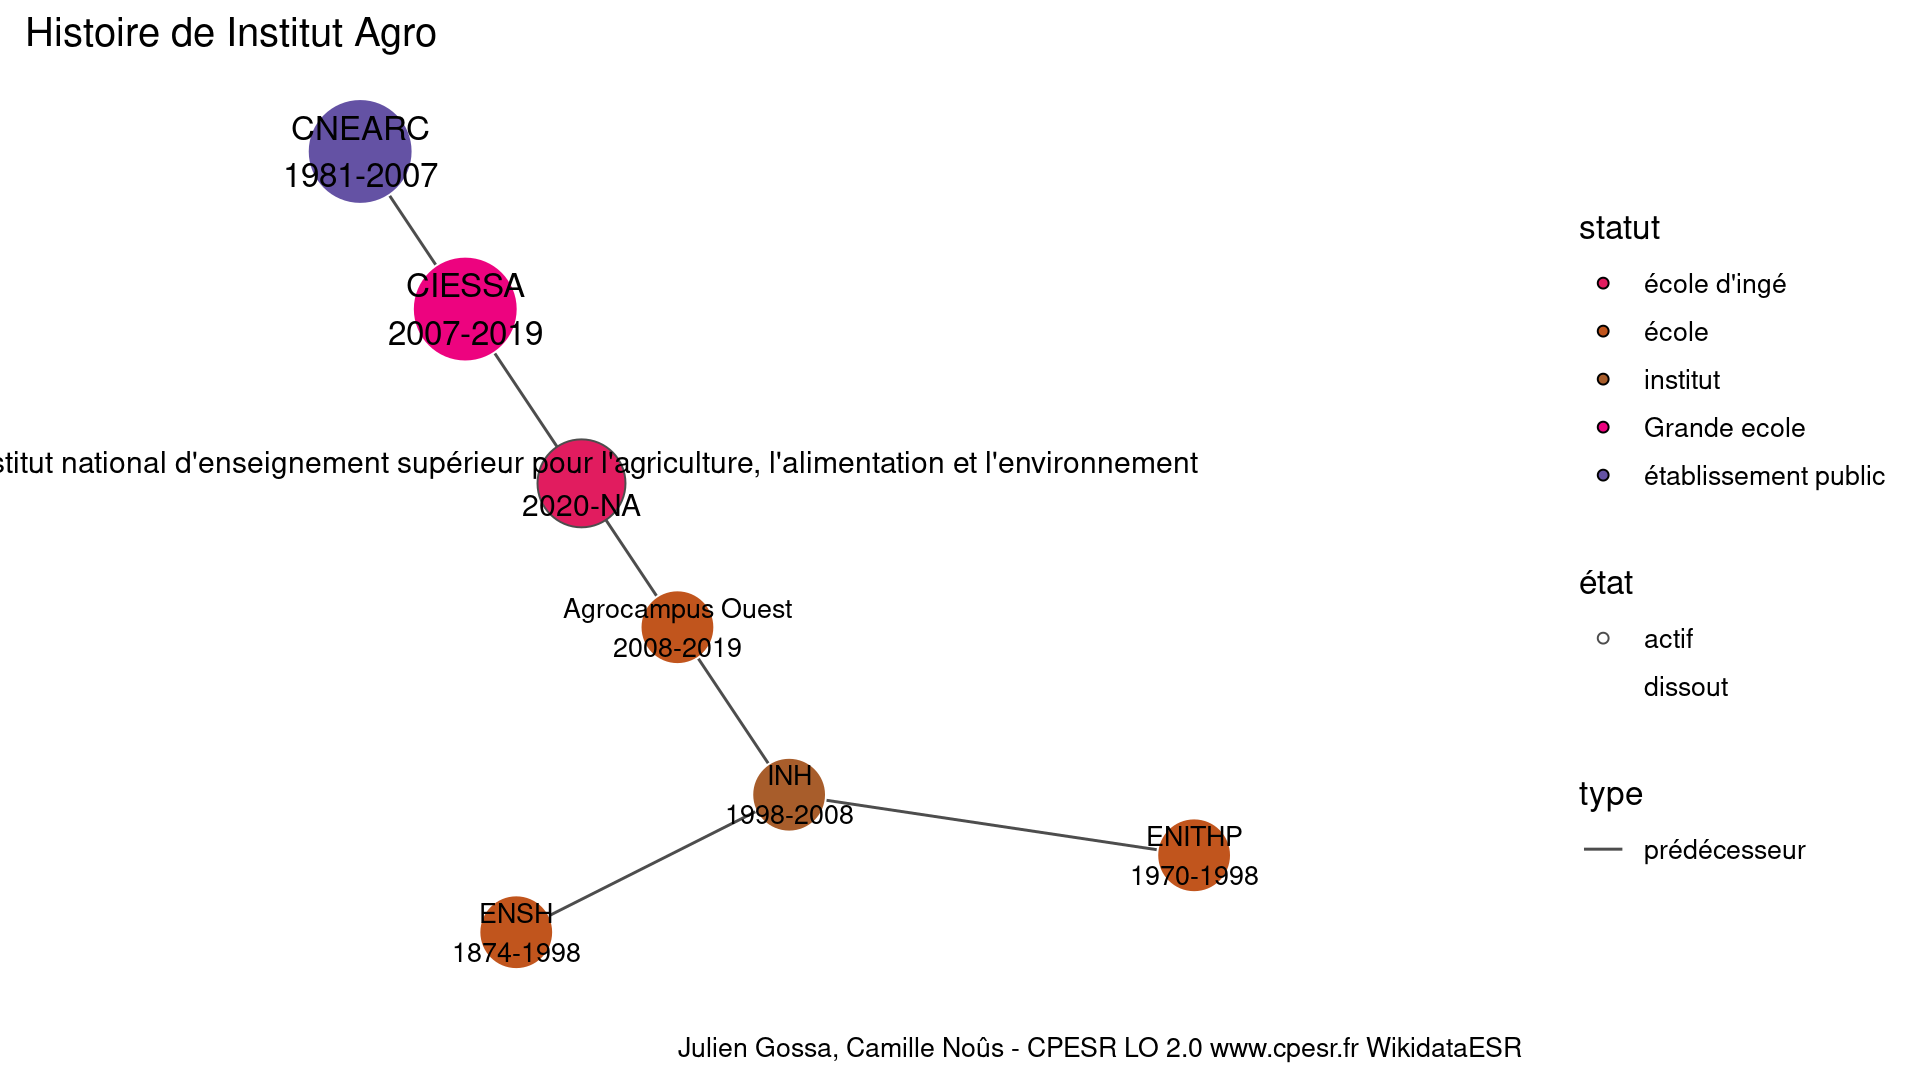 Histoire de Institut Agro
CNEARC
1981-2007
CIESSA
2007-2019
national d'enseignement supérieur pour l'agriculture, l'alimentation et l'environnement
2020-NA
Agrocampus Ouest
2008-2019
INH
1998-2008
ENITHP
1970-1998
ENSH
1874-1998
statut
école d'ingé
école
institut
Grande ecole
établissement public
état
actif
dissout
type
prédécesseur
Julien Gossa, Camille Noûs - CPESR LO 2.0 www.cpesr.fr WikidataESR